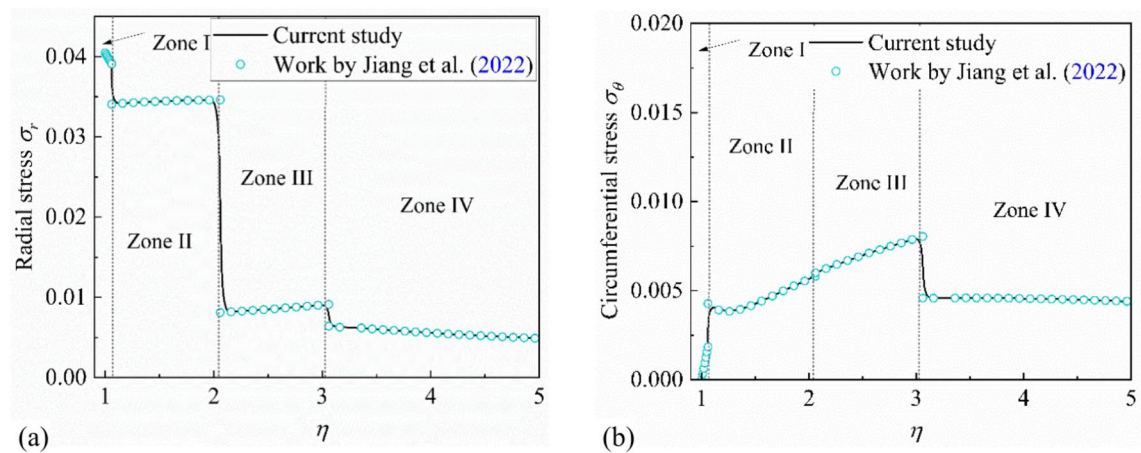 Zone I
Current study
Work by Jiang et al. (2022)
0.04
0.03
0.02
0.01
0.00
Radial stress σr
Zone II
Zone III
Zone IV
1
2
3
4
5
η
(a)
0.020
0.015
0.010
0.005
0.000
Circumferential stress σθ
Zone I
Current study
Work by Jiang et al. (2022)
Zone II
Zone III
Zone IV
1
2
3
4
5
η
(b)